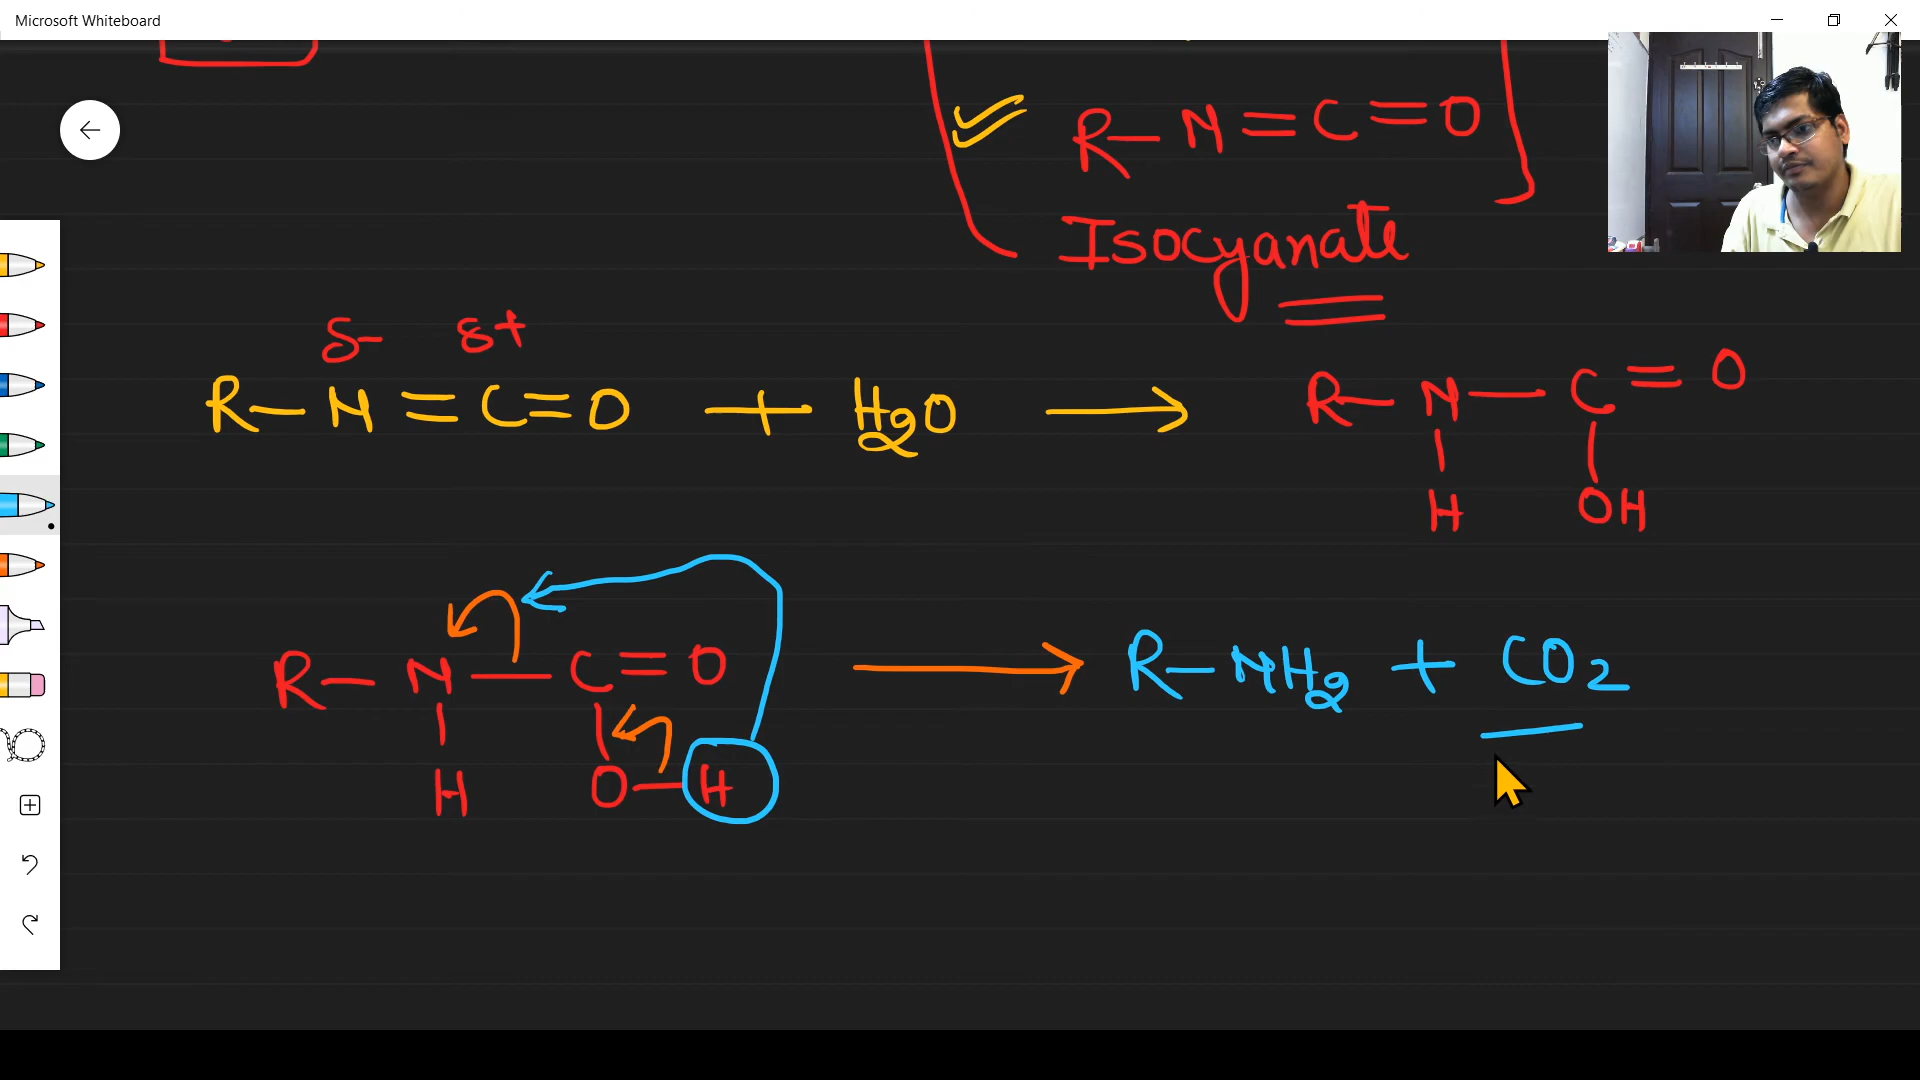 Microsoft Whiteboard
R—N=C=O
Isocyanate
δ- δ+
R—N=C=O + H2O → R—N—C=O
H OH
R—N—C=O → R—NH2 + CO2
H O—H